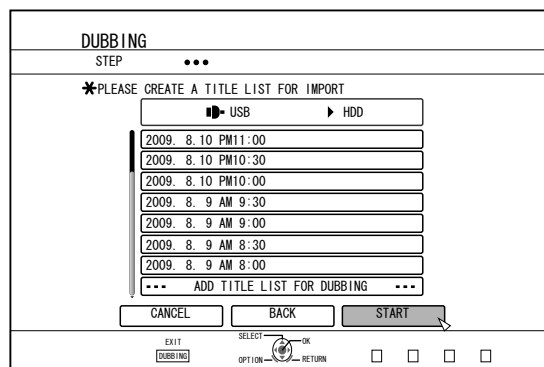 DUBBING
STEP
✱PLEASE CREATE A TITLE LIST FOR IMPORT
USB ▶ HDD
2009. 8.10 PM11:00
2009. 8.10 PM10:30
2009. 8.10 PM10:00
2009. 8. 9 AM 9:30
2009. 8. 9 AM 9:00
2009. 8. 9 AM 8:30
2009. 8. 9 AM 8:00
--- ADD TITLE LIST FOR DUBBING ---
CANCEL BACK START
EXIT
DUBBING
SELECT OK
OPTION RETURN